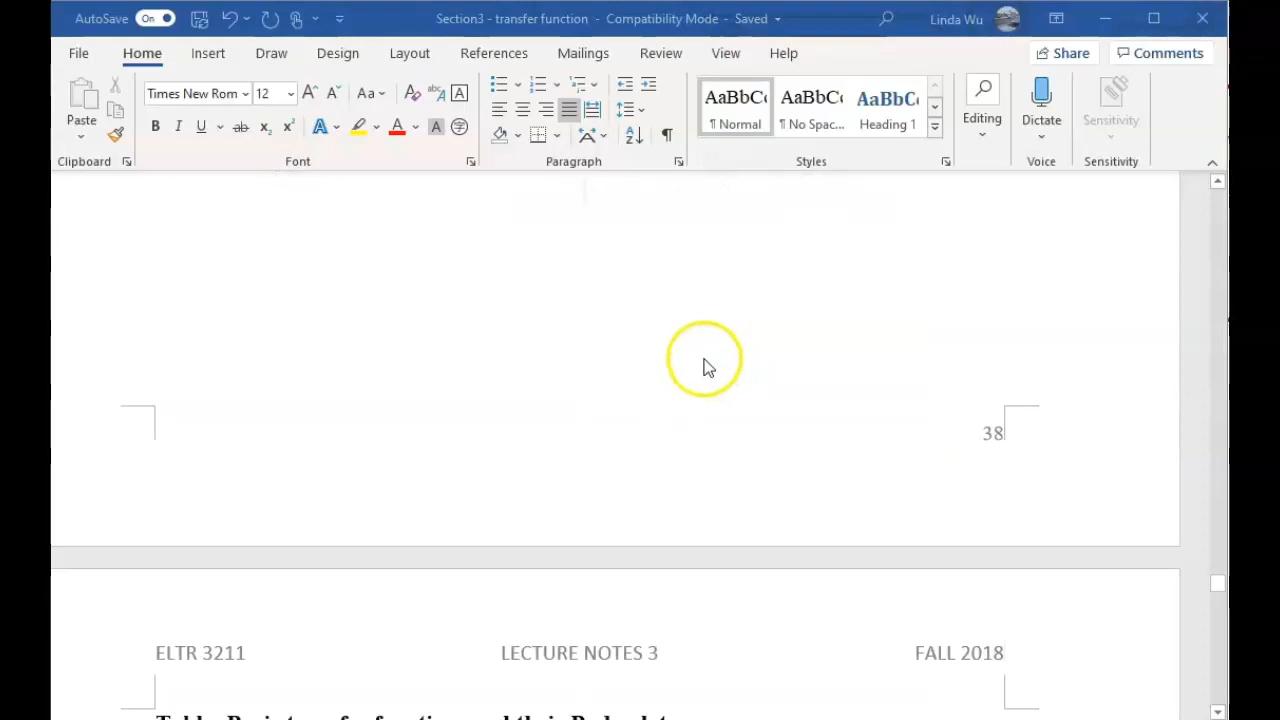 AutoSave On Section3 - transfer function - Compatibility Mode - Saved Linda Wu
File Home Insert Draw Design Layout References Mailings Review View Help Share Comments
Paste Times New Rom 12 Aa AaBbCc AaBbCc AaBbCc Editing Dictate Sensitivity
¶ Normal ¶ No Spac... Heading 1
Clipboard Font Paragraph Styles Voice Sensitivity
38
ELTR 3211 LECTURE NOTES 3 FALL 2018